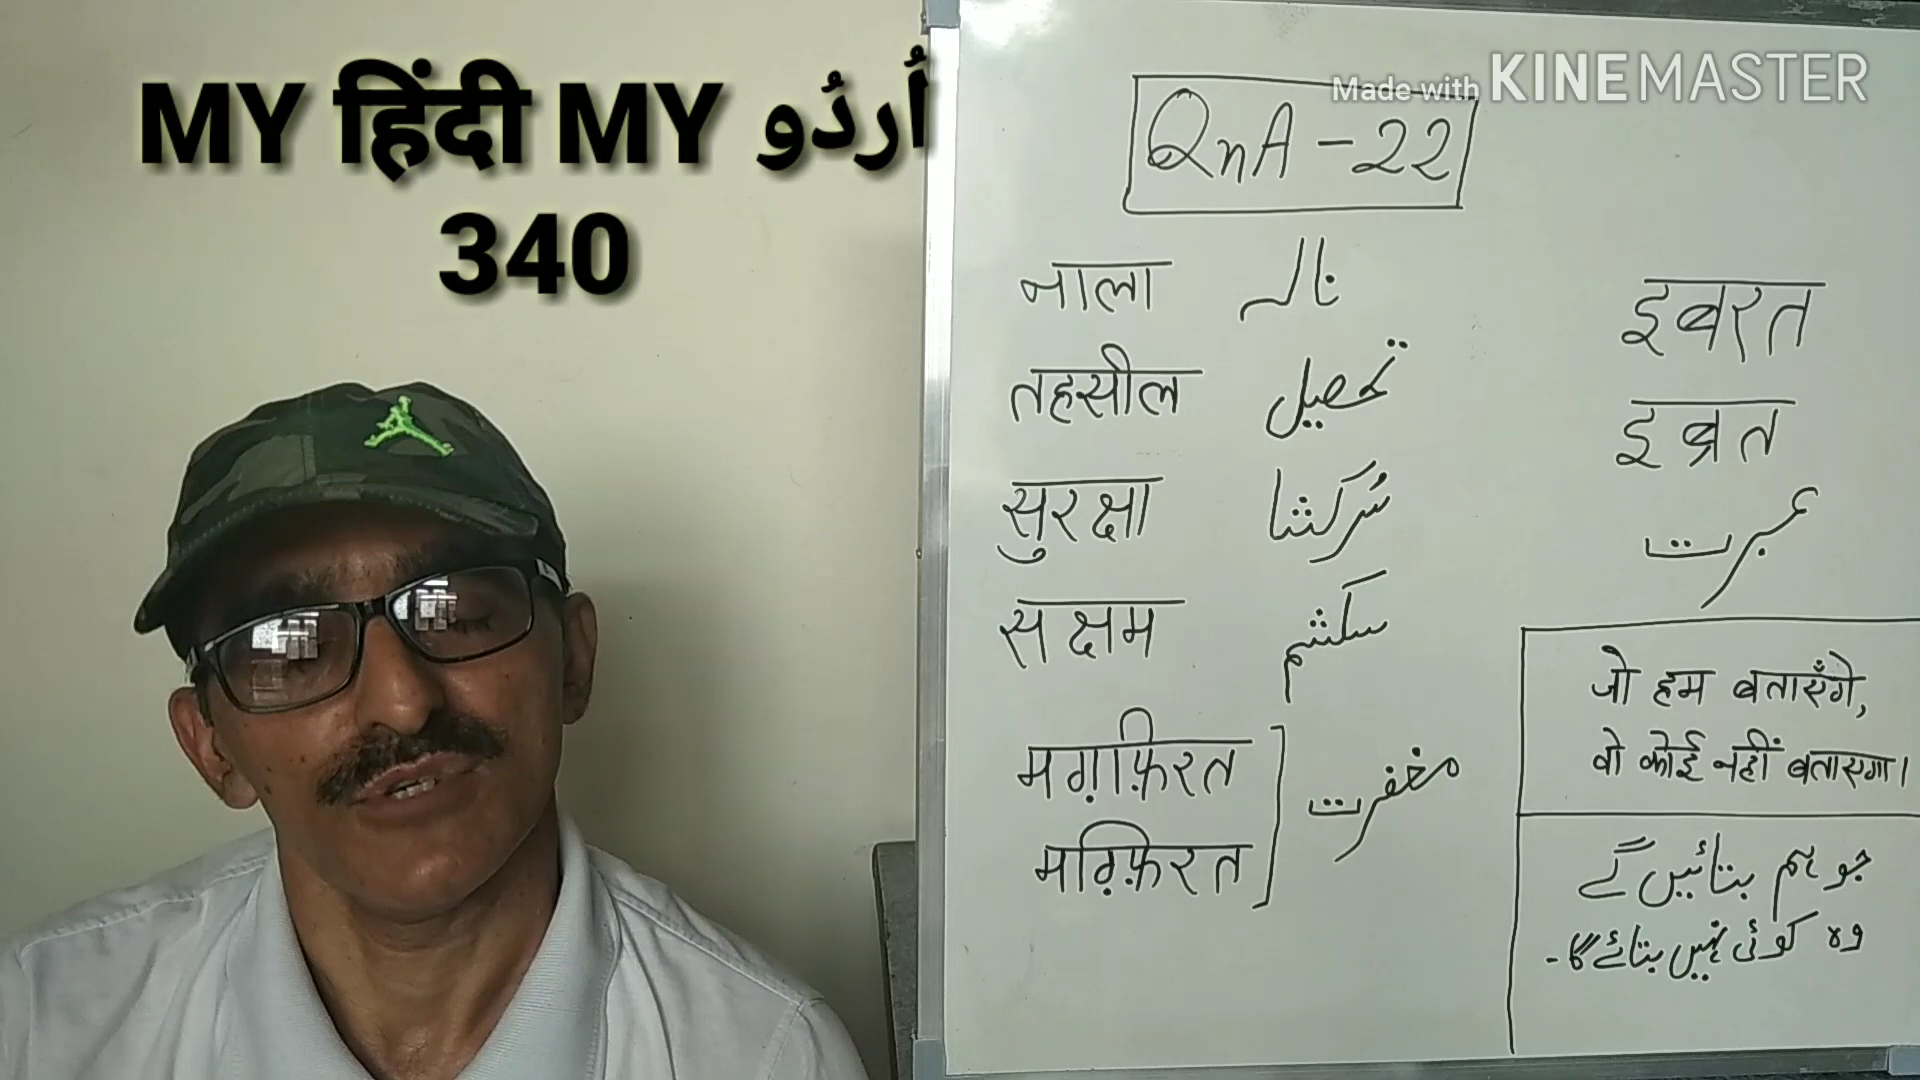 MY हिंदी MY اُردُو
340
Made with KINEMASTER
QnA - 22
नाला نالہ
तहसील تحصیل
सुरक्षा سُرکشا
सक्षम سکشم
मग़फ़िरत
मग़्फ़िरत
مغفرت
इबरत
इब्रत
عبرت
जो हम बताएँगे,
वो कोई नहीं बताएगा।
جو ہم بتائیں گے
وہ کوئی نہیں بتائے گا۔